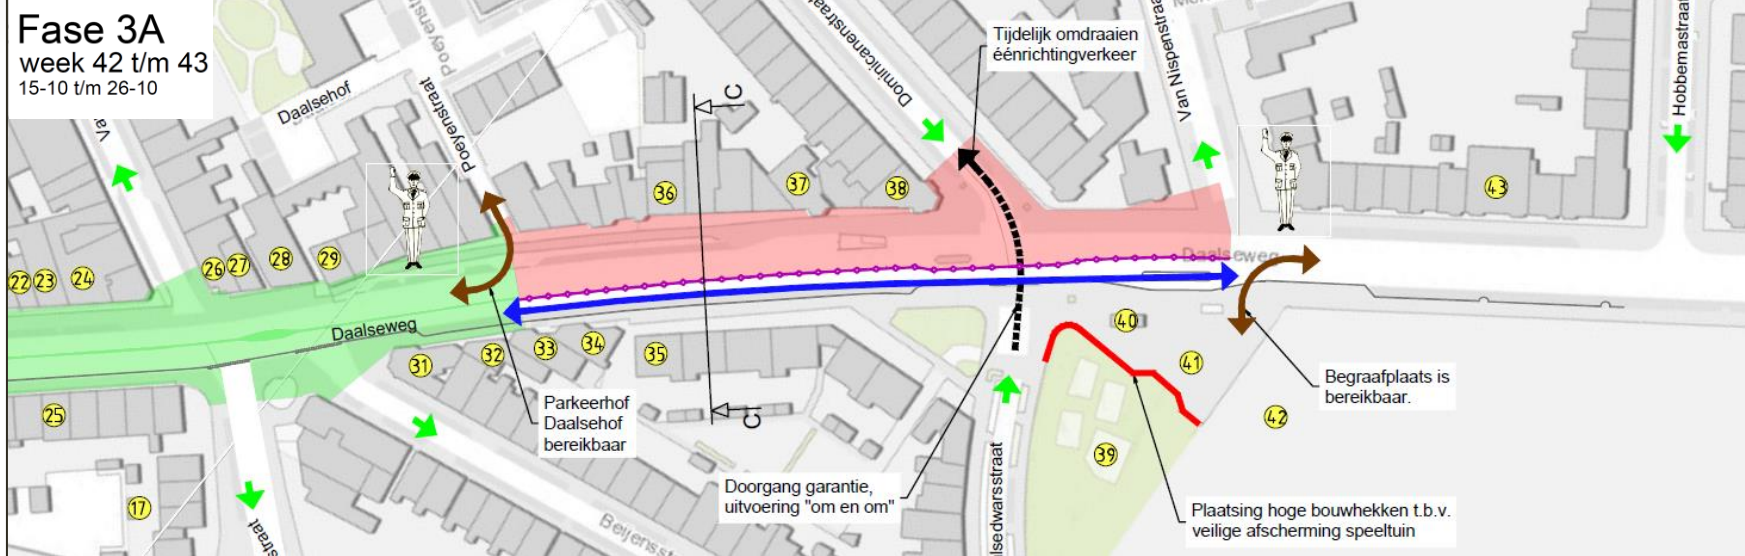 Fase 3A
week 42 t/m 43
15-10 t/m 26-10
Daalsehof
Poeyenstraat
Dominicanenstraat
Tijdelijk omdraaien
éénrichtingverkeer
Van Nispenstraat
Hobbemastraat
C
36
37
38
43
22
23
24
26
27
28
29
Daalseweg
Daalseweg
31
32
33
34
35
40
41
42
39
25
17
Parkeerhof
Daalsehof
bereikbaar
C
Begraafplaats is
bereikbaar.
Doorgang garantie,
uitvoering "om en om"
Plaatsing hoge bouwhekken t.b.v.
veilige afscherming speeltuin
lsedwarsstraat
Beijensst
straat